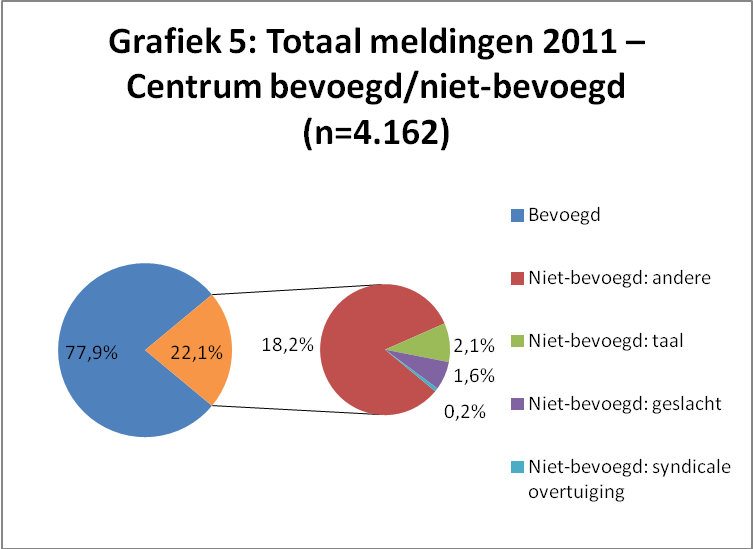 Grafiek 5: Totaal meldingen 2011 –
Centrum bevoegd/niet-bevoegd
(n=4.162)
77,9%
22,1%
18,2%
2,1%
1,6%
0,2%
Bevoegd
Niet-bevoegd: andere
Niet-bevoegd: taal
Niet-bevoegd: geslacht
Niet-bevoegd: syndicale
overtuiging